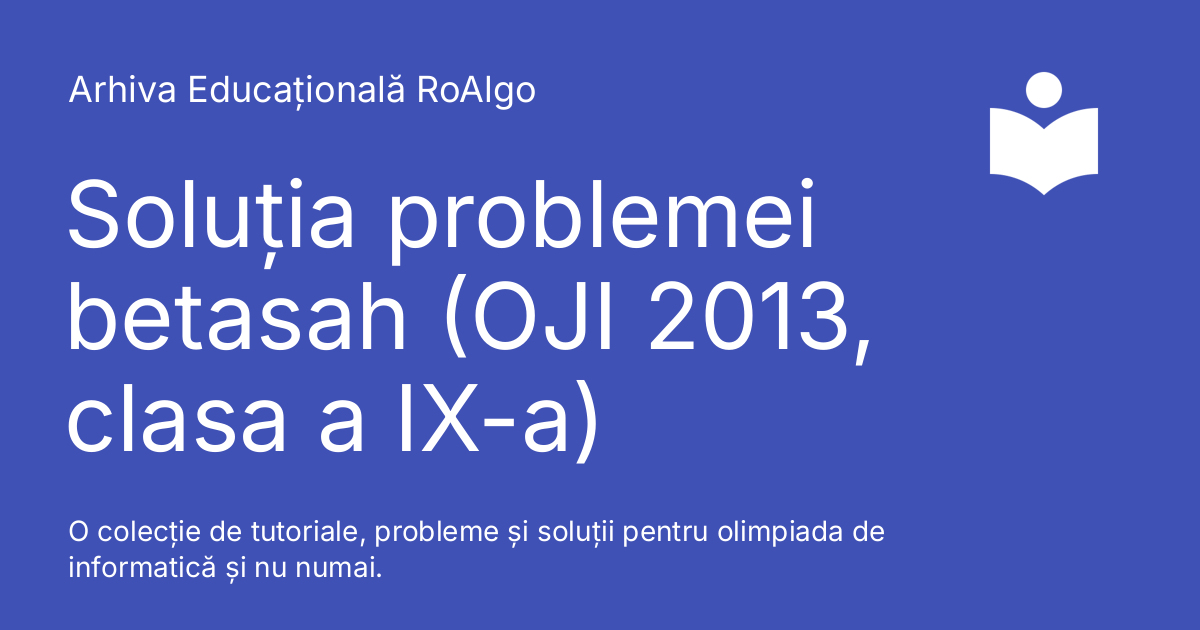 Arhiva Educațională RoAlgo
Soluția problemei
betasah (OJI 2013,
clasa a IX-a)
O colecție de tutoriale, probleme și soluții pentru olimpiada de
informatică și nu numai.